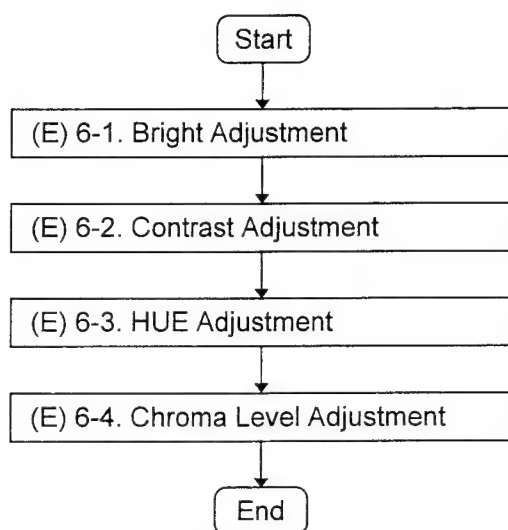 Start
(E) 6-1. Bright Adjustment
(E) 6-2. Contrast Adjustment
(E) 6-3. HUE Adjustment
(E) 6-4. Chroma Level Adjustment
End